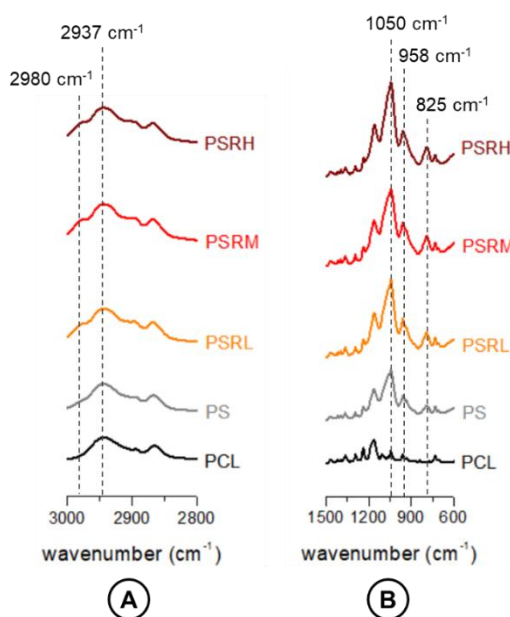 2937 cm-1
2980 cm-1
PSRH
PSRM
PSRL
PS
PCL
3000 2900 2800
wavenumber (cm-1)
A
1050 cm-1
958 cm-1
825 cm-1
PSRH
PSRM
PSRL
PS
PCL
1500 1200 900 600
wavenumber (cm-1)
B